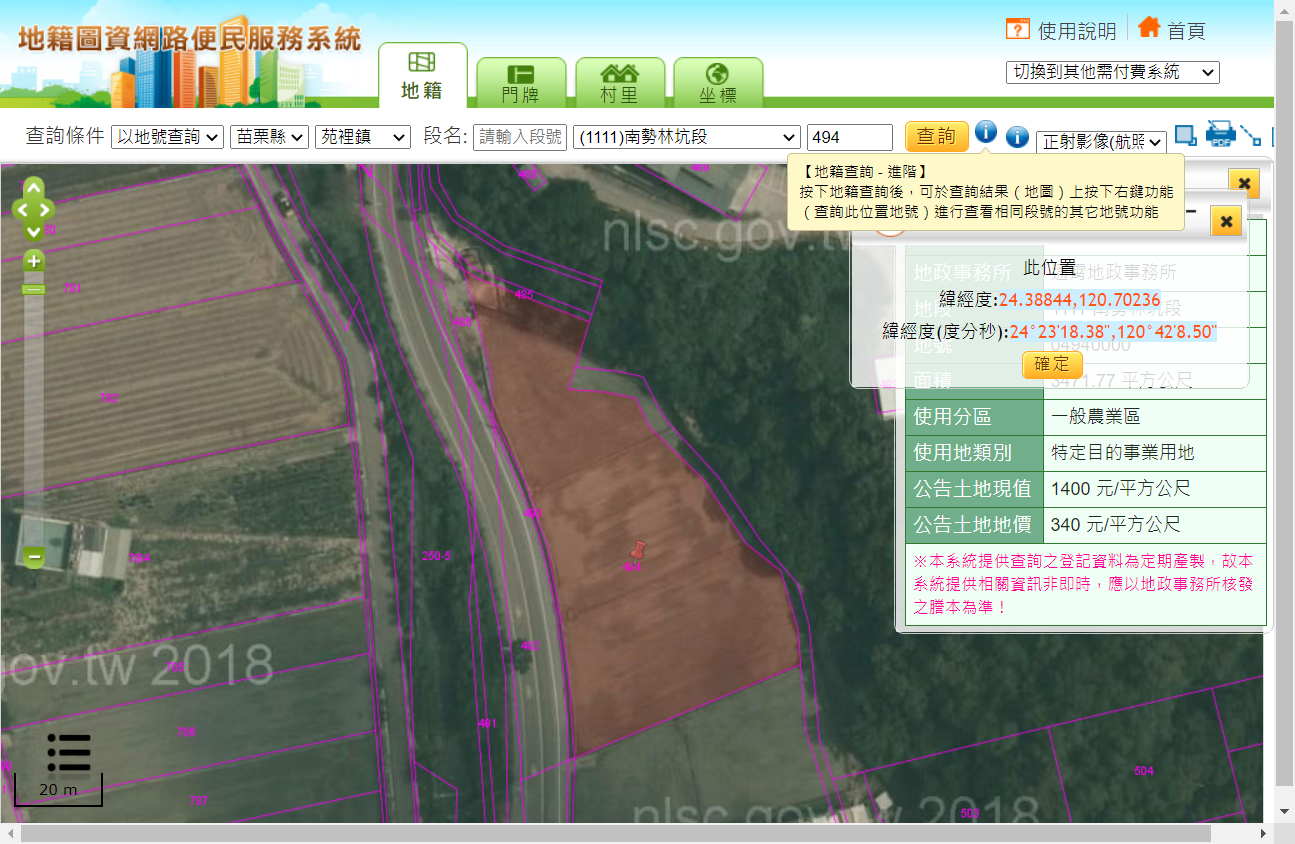 地籍圖資網路便民服務系統
使用說明
首頁
切換到其他需付費系統
地籍
門牌
村里
坐標
查詢條件
以地號查詢
苗栗縣
苑裡鎮
段名:
請輸入段號
(1111)南勢林坑段
494
查詢
正射影像(航照
【地籍查詢 - 進階】
按下地籍查詢後，可於查詢結果（地圖）上按下右鍵功能
（查詢此位置地號）進行查看相同段號的其它地號功能
此位置
緯經度:24.38844,120.70236
緯經度(度分秒):24°23'18.38",120°42'8.50"
確定
地政事務所
地政事務所
地段
1111 南勢林坑段
地號
04940000
面積
3471.77 平方公尺
使用分區
一般農業區
使用地類別
特定目的事業用地
公告土地現值
1400 元/平方公尺
公告土地地價
340 元/平方公尺
※本系統提供查詢之登記資料為定期產製，故本
系統提供相關資訊非即時，應以地政事務所核發
之謄本為準！
nlsc.gov.tw
485
250-5
491
gov.tw 2018
787
504
503
nlsc.gov.tw 2018
20 m
PDF